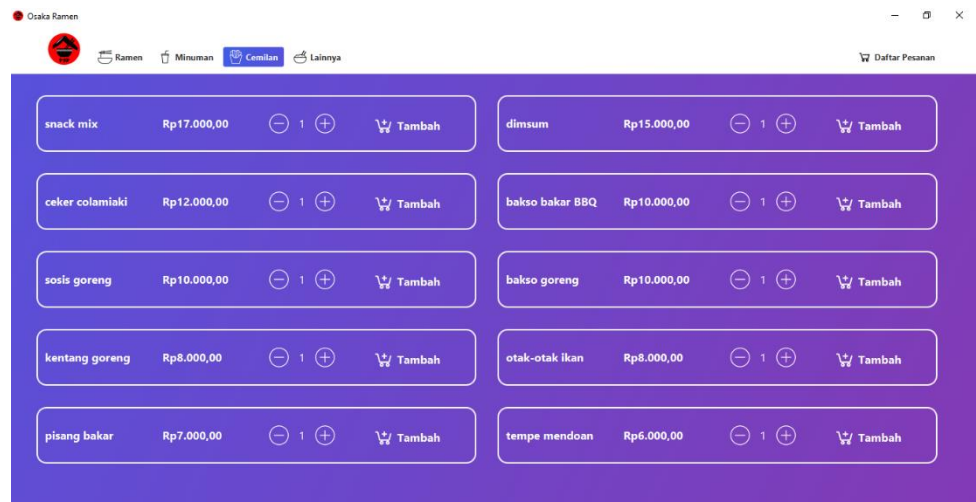 Osaka Ramen
Ramen Minuman Cemilan Lainnya Daftar Pesanan
snack mix Rp17.000,00 1 Tambah
dimsum Rp15.000,00 1 Tambah
ceker colamiaki Rp12.000,00 1 Tambah
bakso bakar BBQ Rp10.000,00 1 Tambah
sosis goreng Rp10.000,00 1 Tambah
bakso goreng Rp10.000,00 1 Tambah
kentang goreng Rp8.000,00 1 Tambah
otak-otak ikan Rp8.000,00 1 Tambah
pisang bakar Rp7.000,00 1 Tambah
tempe mendoan Rp6.000,00 1 Tambah